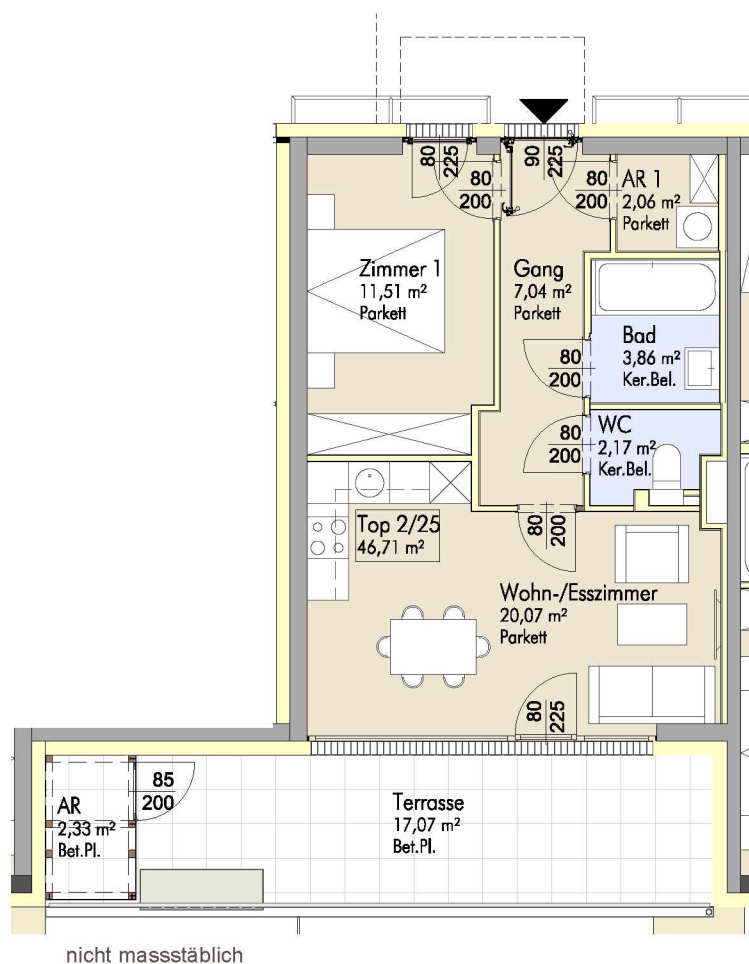 80
225
90
225
80
200
80
200
AR 1
2,06 m²
Parkett
Zimmer 1
11,51 m²
Parkett
Gang
7,04 m²
Parkett
Bad
3,86 m²
Ker.Bel.
80
200
WC
2,17 m²
Ker.Bel.
80
200
Top 2/25
46,71 m²
80
200
Wohn-/Esszimmer
20,07 m²
Parkett
80
225
85
200
AR
2,33 m²
Bet.Pl.
Terrasse
17,07 m²
Bet.Pl.
nicht massstäblich